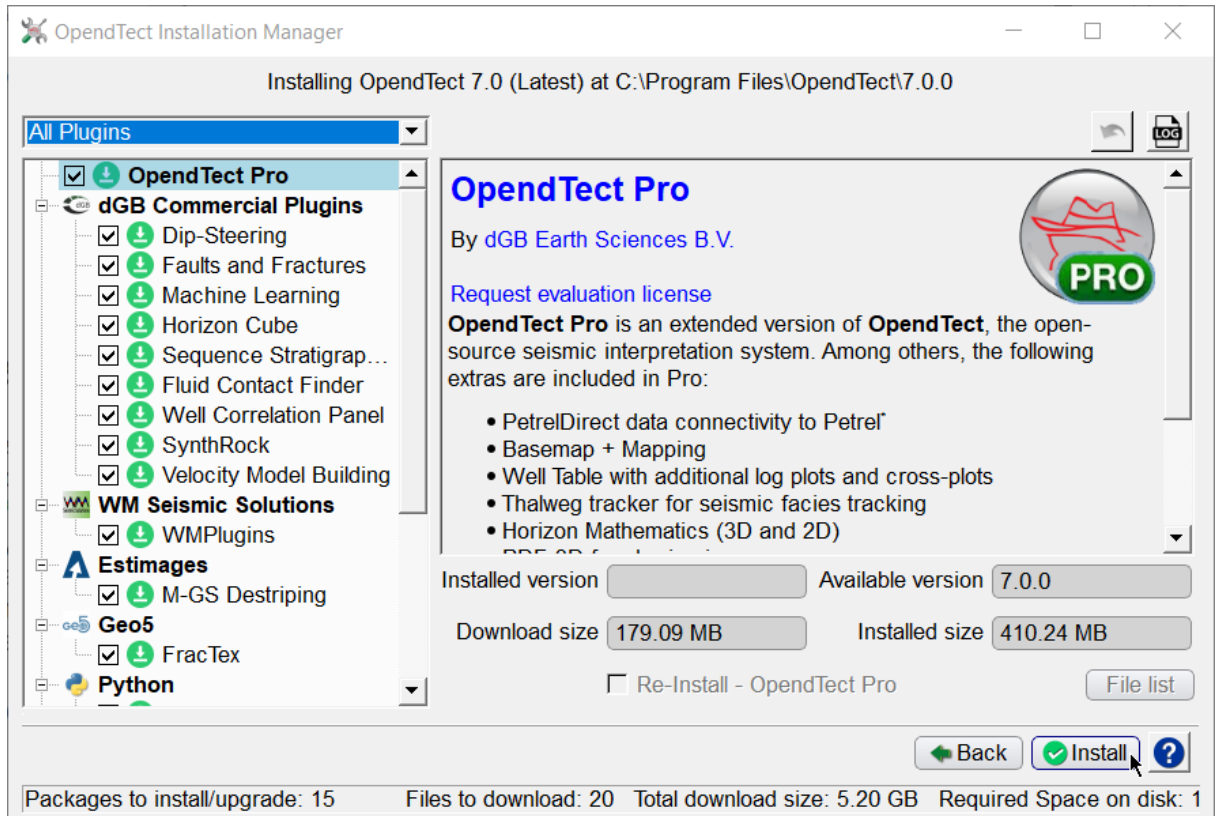 OpendTect Installation Manager
Installing OpendTect 7.0 (Latest) at C:\Program Files\OpendTect\7.0.0
All Plugins
LOG
OpendTect Pro
dGB Commercial Plugins
Dip-Steering
Faults and Fractures
Machine Learning
Horizon Cube
Sequence Stratigrap...
Fluid Contact Finder
Well Correlation Panel
SynthRock
Velocity Model Building
WM Seismic Solutions
WMPlugins
Estimages
M-GS Destriping
Geo5
FracTex
Python
OpendTect Pro
PRO
By dGB Earth Sciences B.V.
Request evaluation license
OpendTect Pro is an extended version of OpendTect, the open-
source seismic interpretation system. Among others, the following
extras are included in Pro:
• PetrelDirect data connectivity to Petrel*
• Basemap + Mapping
• Well Table with additional log plots and cross-plots
• Thalweg tracker for seismic facies tracking
• Horizon Mathematics (3D and 2D)
Installed version
Available version 7.0.0
Download size 179.09 MB
Installed size 410.24 MB
Re-Install - OpendTect Pro
File list
Back
Install
?
Packages to install/upgrade: 15 Files to download: 20 Total download size: 5.20 GB Required Space on disk: 1